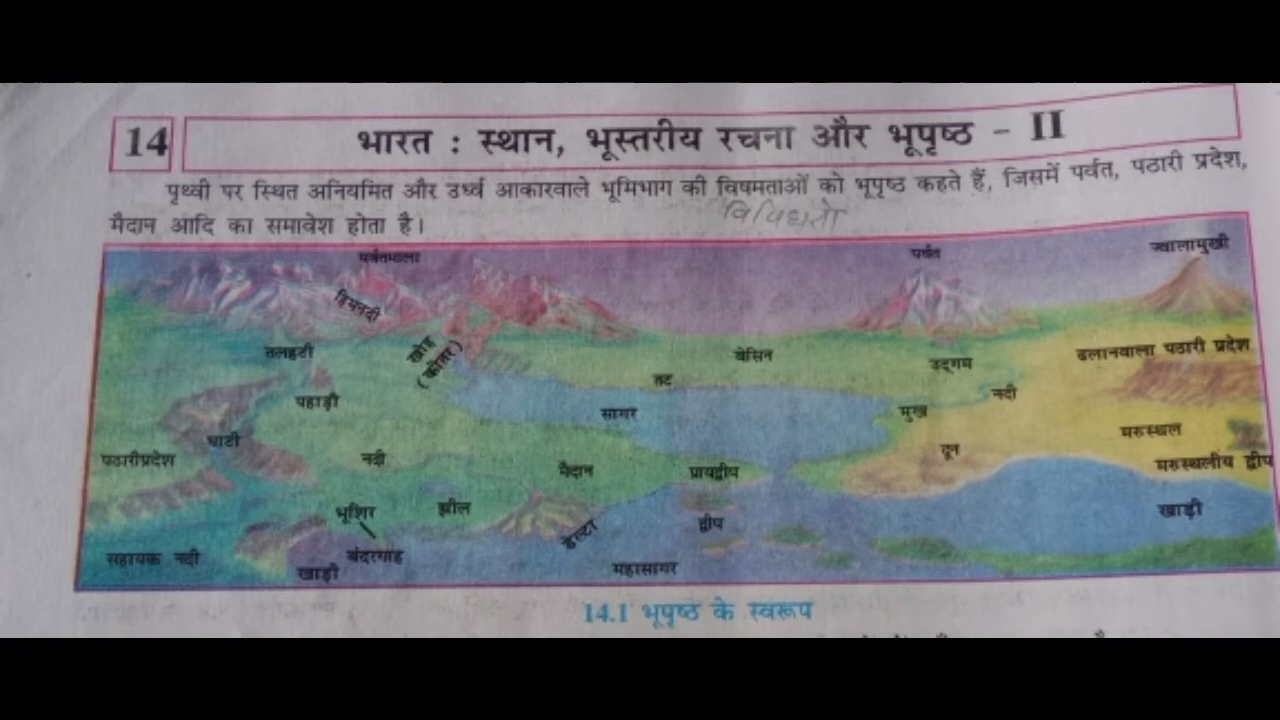 14
भारत : स्थान, भूस्तरीय रचना और भूपृष्ठ - II
पृथ्वी पर स्थित अनियमित और उर्ध्व आकारवाले भूमिभाग की विषमताओं को भूपृष्ठ कहते हैं, जिसमें पर्वत, पठारी प्रदेश,
मैदान आदि का समावेश होता है।
पर्वतमाला
पर्वत
ज्वालामुखी
हिमनदी
तलहटी
खोह
(कोतर)
बेसिन
उद्गम
ढलानवाला पठारी प्रदेश
तट
नदी
पहाड़ी
सागर
मुख
मरुस्थल
घाटी
पठारीप्रदेश
नदी
मैदान
प्रायद्वीप
दून
मरुस्थलीय द्वीप
भूशिर
झील
डेल्टा
द्वीप
खाड़ी
सहायक नदी
बंदरगाह
खाड़ी
महासागर
14.1 भूपृष्ठ के स्वरूप